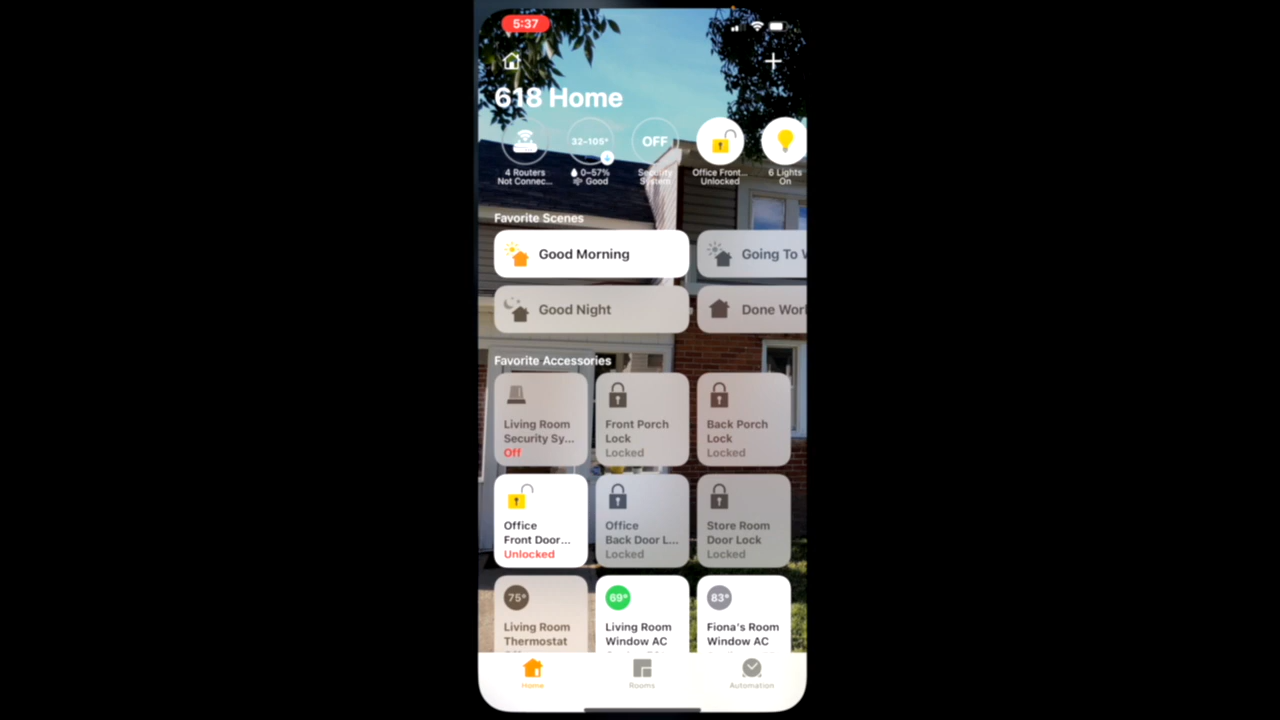 5:37
618 Home
32–105°
OFF
4 Routers
Not Connec...
0–57%
Good
Security
System
Office Front...
Unlocked
6 Lights
On
Favorite Scenes
Good Morning
Going To W
Good Night
Done Wor
Favorite Accessories
Living Room
Security Sy...
Off
Front Porch
Lock
Locked
Back Porch
Lock
Locked
Office
Front Door...
Unlocked
Office
Back Door L...
Locked
Store Room
Door Lock
Locked
75°
Living Room
Thermostat
69°
Living Room
Window AC
83°
Fiona's Room
Window AC
Home
Rooms
Automation